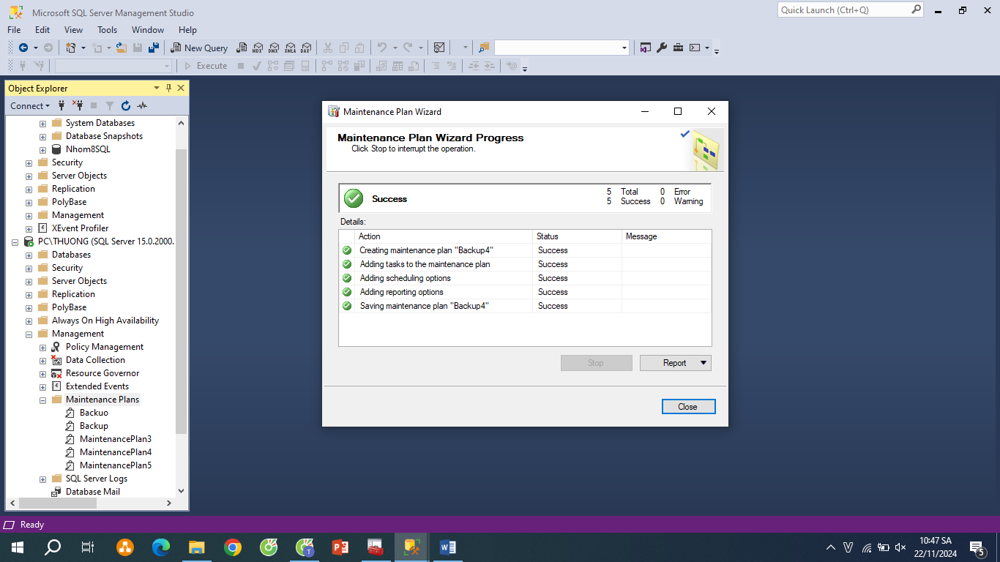 Microsoft SQL Server Management Studio
Quick Launch (Ctrl+Q)
File Edit View Tools Window Help
New Query MDX DMX XMLA DAX
Execute
Object Explorer
Connect
System Databases
Database Snapshots
Nhom8SQL
Security
Server Objects
Replication
PolyBase
Management
XEvent Profiler
PC\THUONG (SQL Server 15.0.2000.
Databases
Security
Server Objects
Replication
PolyBase
Always On High Availability
Management
Policy Management
Data Collection
Resource Governor
Extended Events
Maintenance Plans
Backuo
Backup
MaintenancePlan3
MaintenancePlan4
MaintenancePlan5
SQL Server Logs
Database Mail
Maintenance Plan Wizard
Maintenance Plan Wizard Progress
Click Stop to interrupt the operation.
Success
5 Total 0 Error
5 Success 0 Warning
Details:
Action Status Message
Creating maintenance plan "Backup4" Success
Adding tasks to the maintenance plan Success
Adding scheduling options Success
Adding reporting options Success
Saving maintenance plan "Backup4" Success
Stop Report
Close
Ready
T
V
10:47 SA
22/11/2024
5